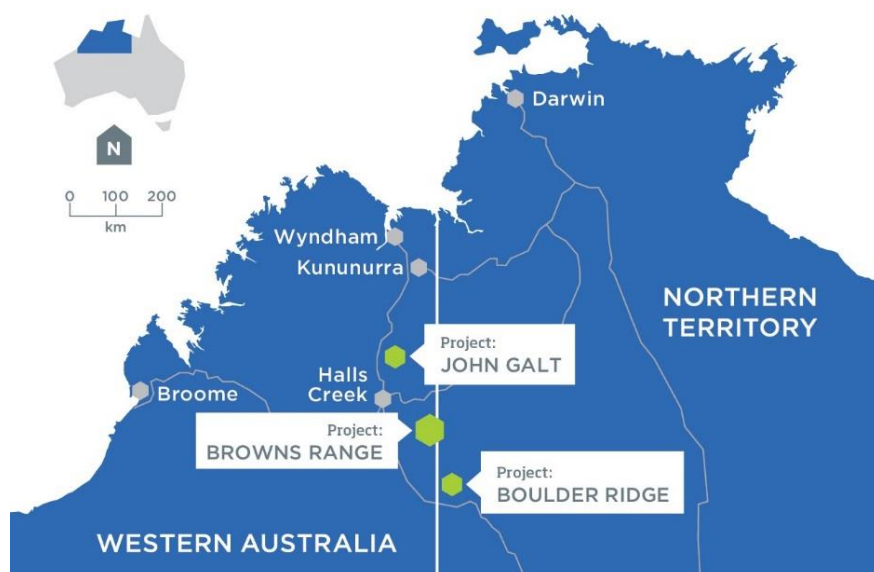 Darwin
N
0 100 200
km
Wyndham
Kununurra
NORTHERN
TERRITORY
Project:
JOHN GALT
Halls
Creek
Broome
Project:
BROWNS RANGE
Project:
BOULDER RIDGE
WESTERN AUSTRALIA